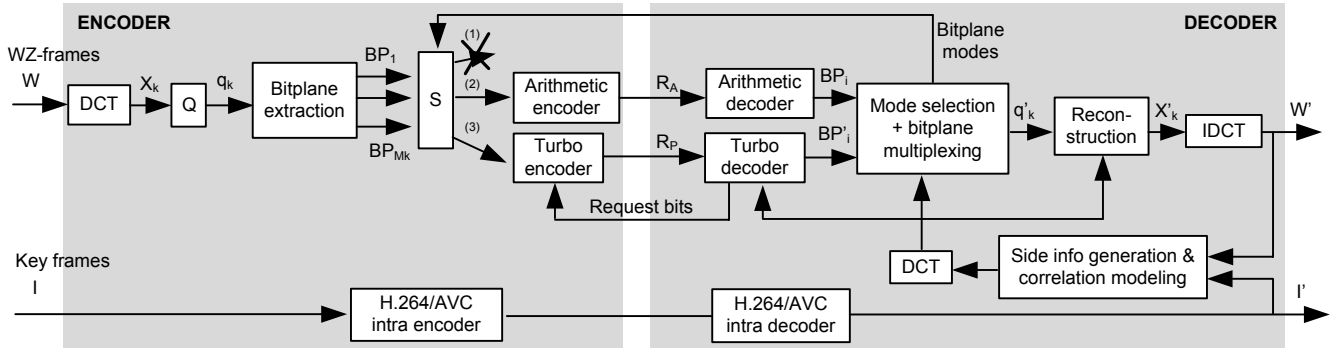 ENCODER
DECODER
WZ-frames
W
DCT
Xk
Q
qk
Bitplane
extraction
BP1
BPMk
S
(1)
(2)
(3)
Arithmetic
encoder
Turbo
encoder
RA
RP
Arithmetic
decoder
Turbo
decoder
BPi
BP'i
Bitplane
modes
Mode selection
+ bitplane
multiplexing
q'k
Recon-
struction
X'k
IDCT
W'
Request bits
DCT
Side info generation &
correlation modeling
Key frames
I
H.264/AVC
intra encoder
H.264/AVC
intra decoder
I'